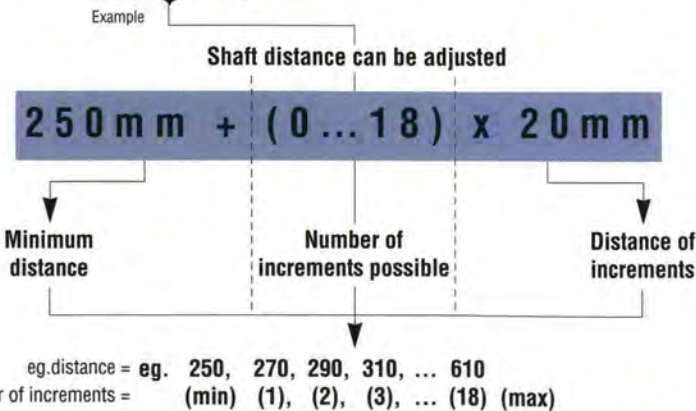 Example
Shaft distance can be adjusted
250mm + (0...18) x 20mm
Minimum distance
Number of increments possible
Distance of increments
eg.distance = eg. 250, 270, 290, 310, ... 610
of increments = (min) (1), (2), (3), ... (18) (max)